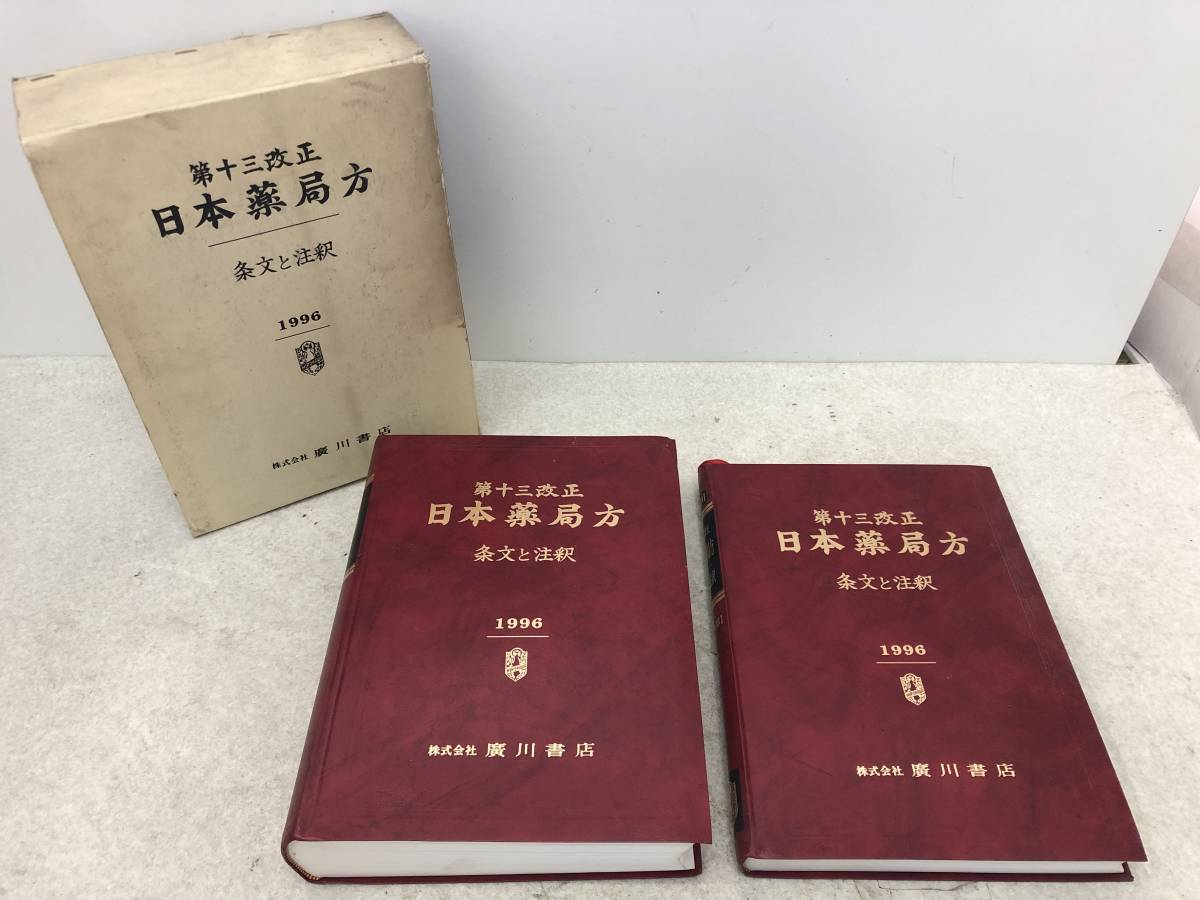 第十三改正
日本薬局方
条文と注釈
1996
株式会社 廣川書店
第十三改正
日本薬局方
条文と注釈
1996
株式会社 廣川書店
第十三改正
日本薬局方
条文と注釈
1996
株式会社 廣川書店